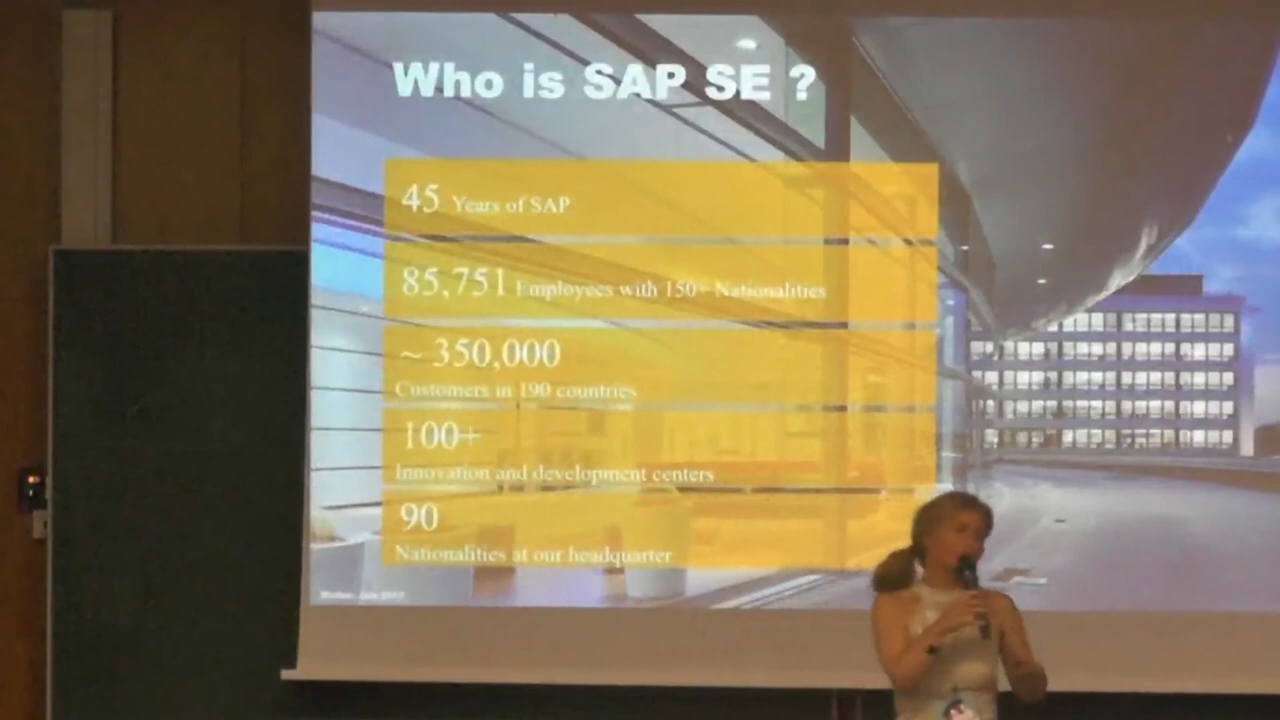 Who is SAP SE ?
45 Years of SAP
85,751 Employees with 150+ Nationalities
~ 350,000
Customers in 190 countries
100+
Innovation and development centers
90
Nationalities at our headquarter